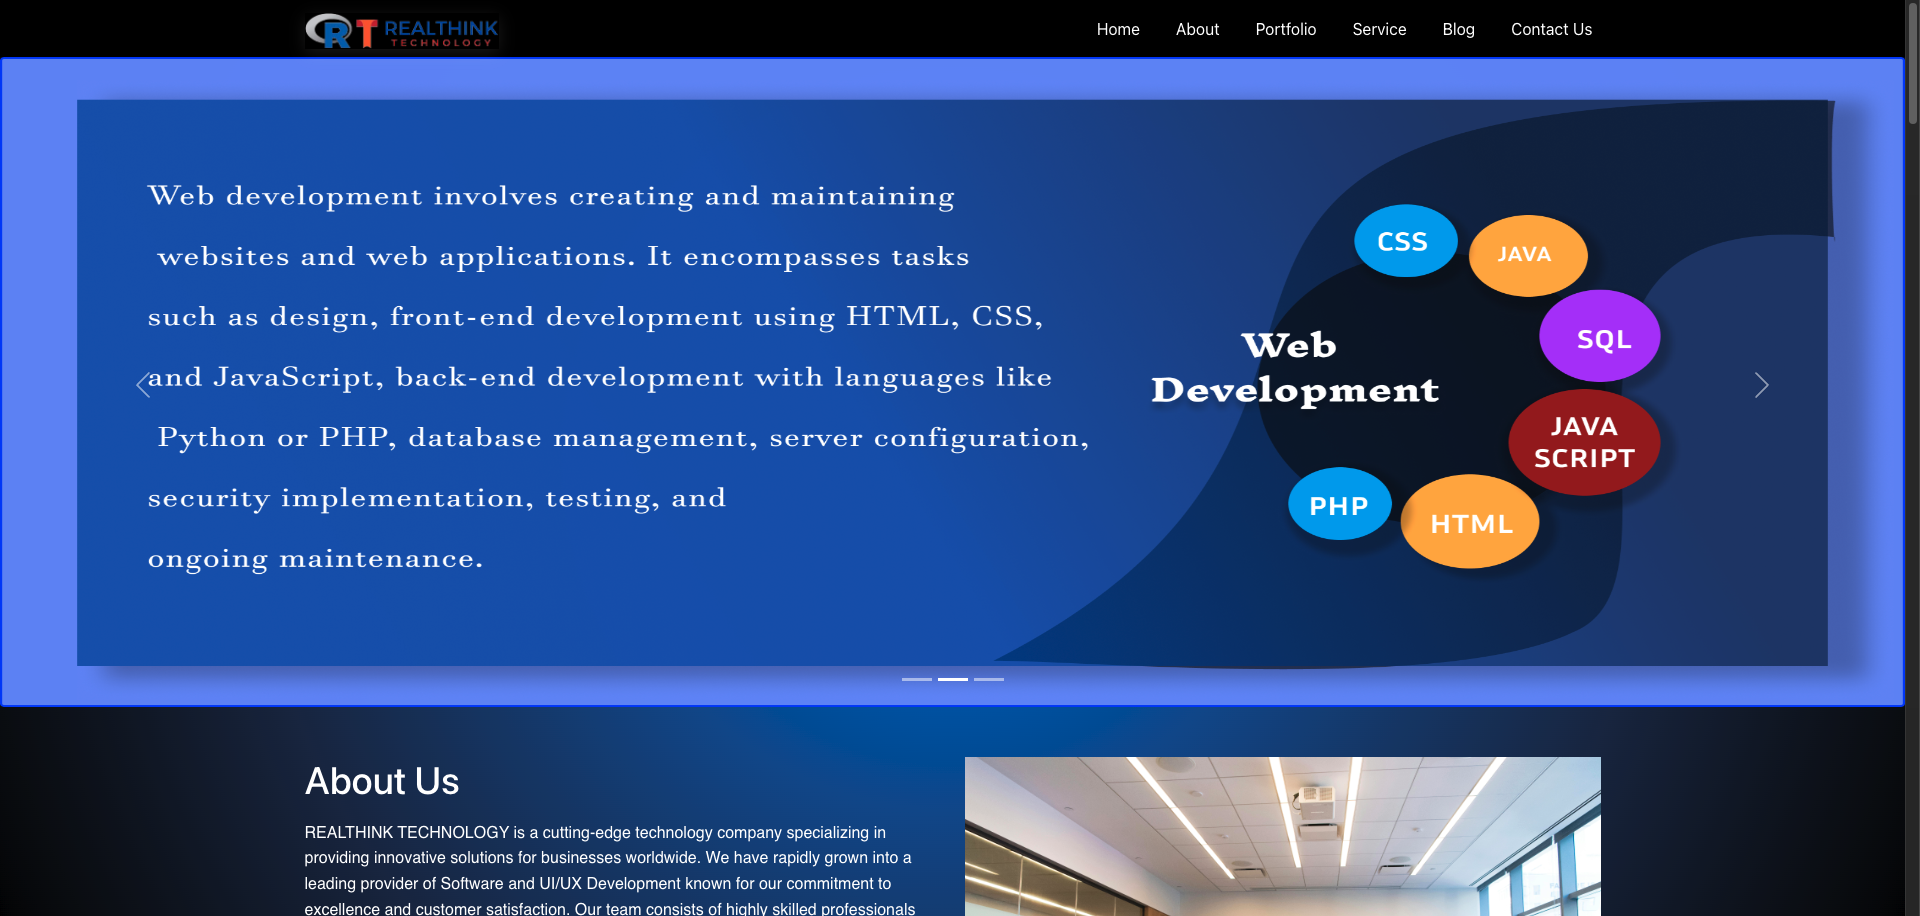 CRT REALTHINK
TECHNOLOGY
Home About Portfolio Service Blog Contact Us
Web development involves creating and maintaining
websites and web applications. It encompasses tasks
such as design, front-end development using HTML, CSS,
and JavaScript, back-end development with languages like
Python or PHP, database management, server configuration,
security implementation, testing, and
ongoing maintenance.
CSS
JAVA
SQL
Web
Development
JAVA
SCRIPT
PHP
HTML
About Us
REALTHINK TECHNOLOGY is a cutting-edge technology company specializing in
providing innovative solutions for businesses worldwide. We have rapidly grown into a
leading provider of Software and UI/UX Development known for our commitment to
excellence and customer satisfaction. Our team consists of highly skilled professionals